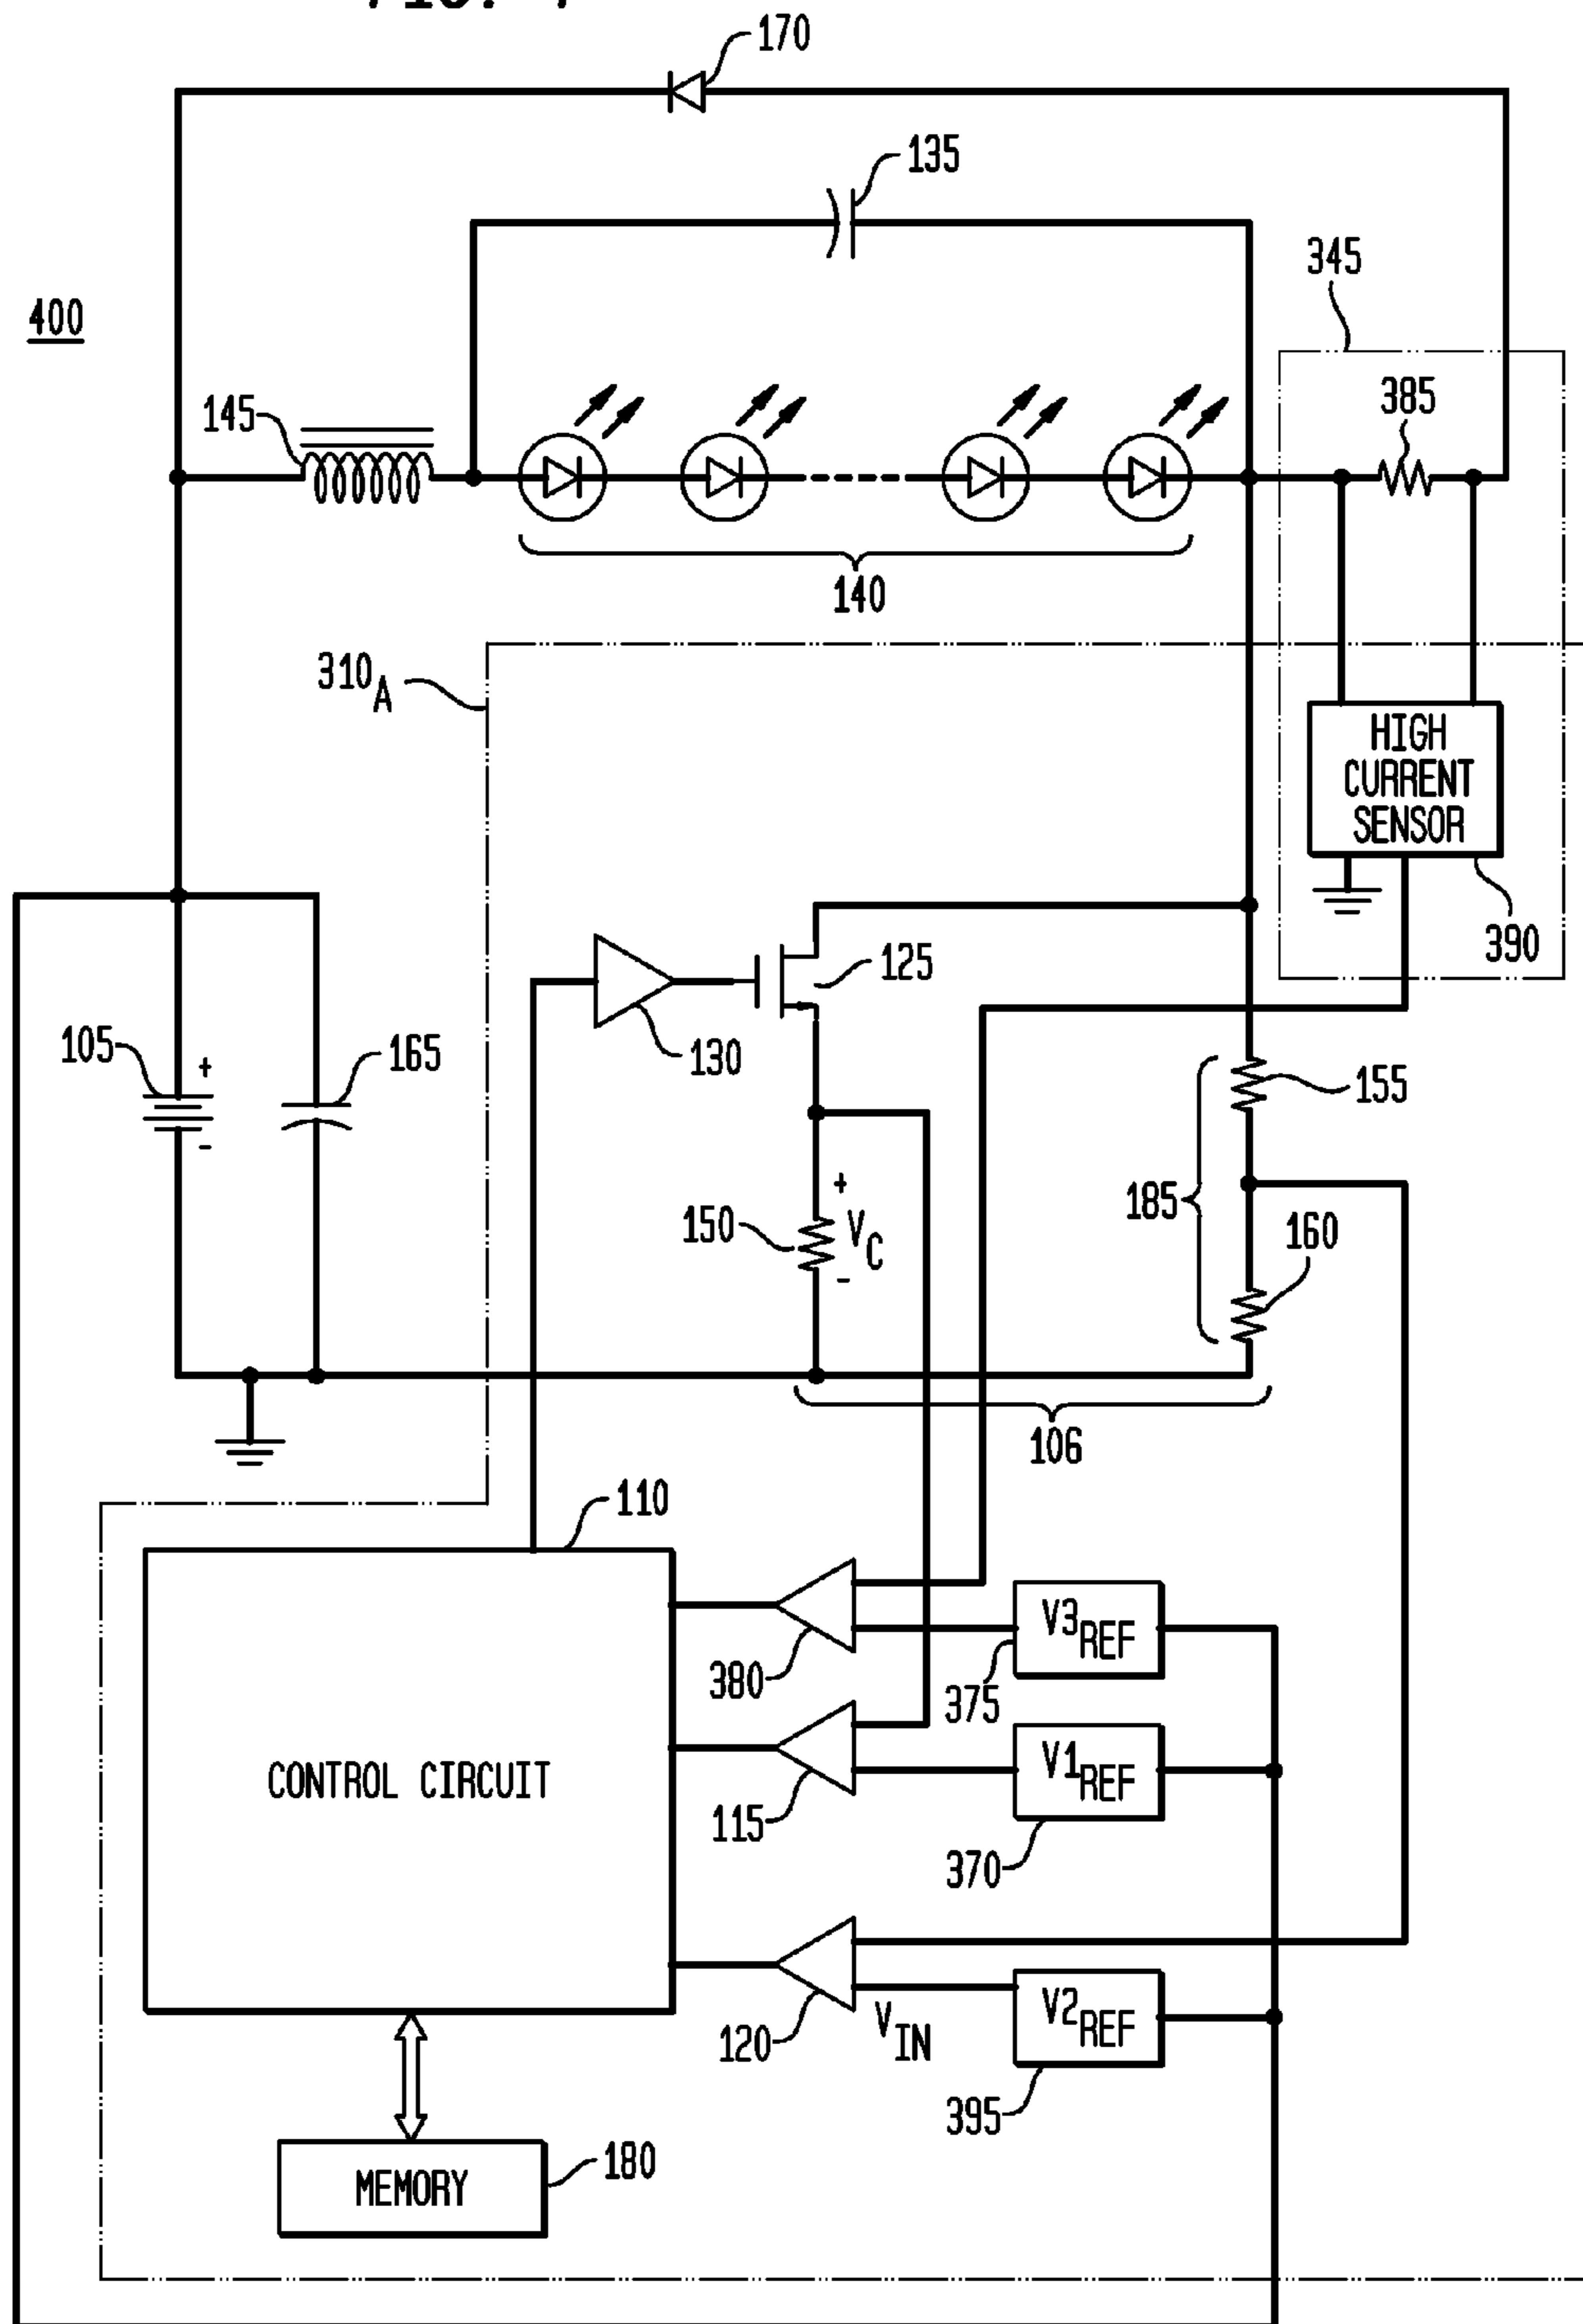 170
135
345
400
385
145
140
310A
HIGH
CURRENT
SENSOR
390
125
105
+
165
130
155
-
+
185
150
VC
160
-
106
110
V3REF
380
375
CONTROL CIRCUIT
V1REF
115
370
V2REF
120
VIN
395
MEMORY
180